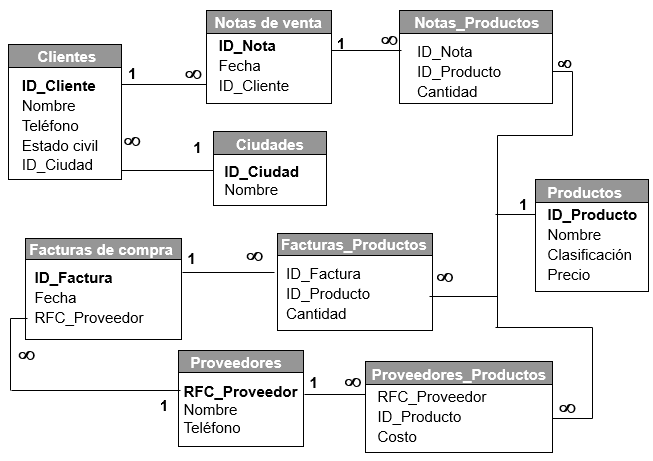 Clientes
ID_Cliente
Nombre
Teléfono
Estado civil
ID_Ciudad
1
∞
∞
1
Notas de venta
ID_Nota
Fecha
ID_Cliente
1
∞
Notas_Productos
ID_Nota
ID_Producto
Cantidad
∞
Ciudades
ID_Ciudad
Nombre
1
Productos
ID_Producto
Nombre
Clasificación
Precio
Facturas de compra
ID_Factura
Fecha
RFC_Proveedor
1
∞
∞
1
Facturas_Productos
ID_Factura
ID_Producto
Cantidad
∞
Proveedores
RFC_Proveedor
Nombre
Teléfono
1
∞
Proveedores_Productos
RFC_Proveedor
ID_Producto
Costo
∞